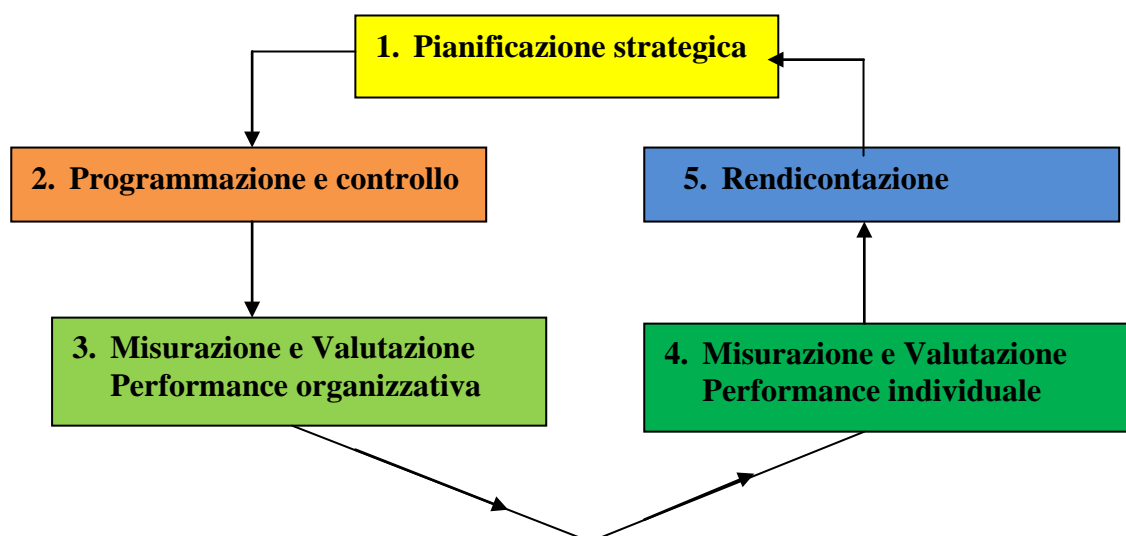 1. Pianificazione strategica
2. Programmazione e controllo
5. Rendicontazione
3. Misurazione e Valutazione
Performance organizzativa
4. Misurazione e Valutazione
Performance individuale